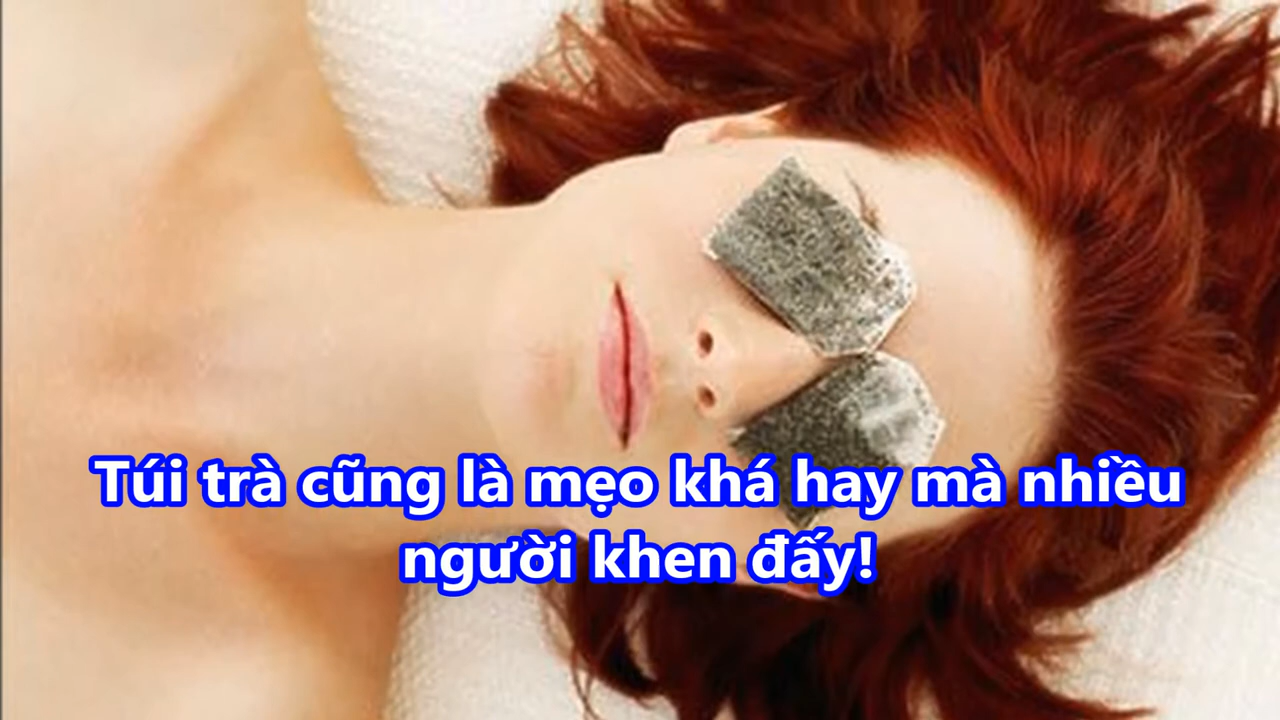 Túi trà cũng là mẹo khá hay mà nhiều
người khen đấy!